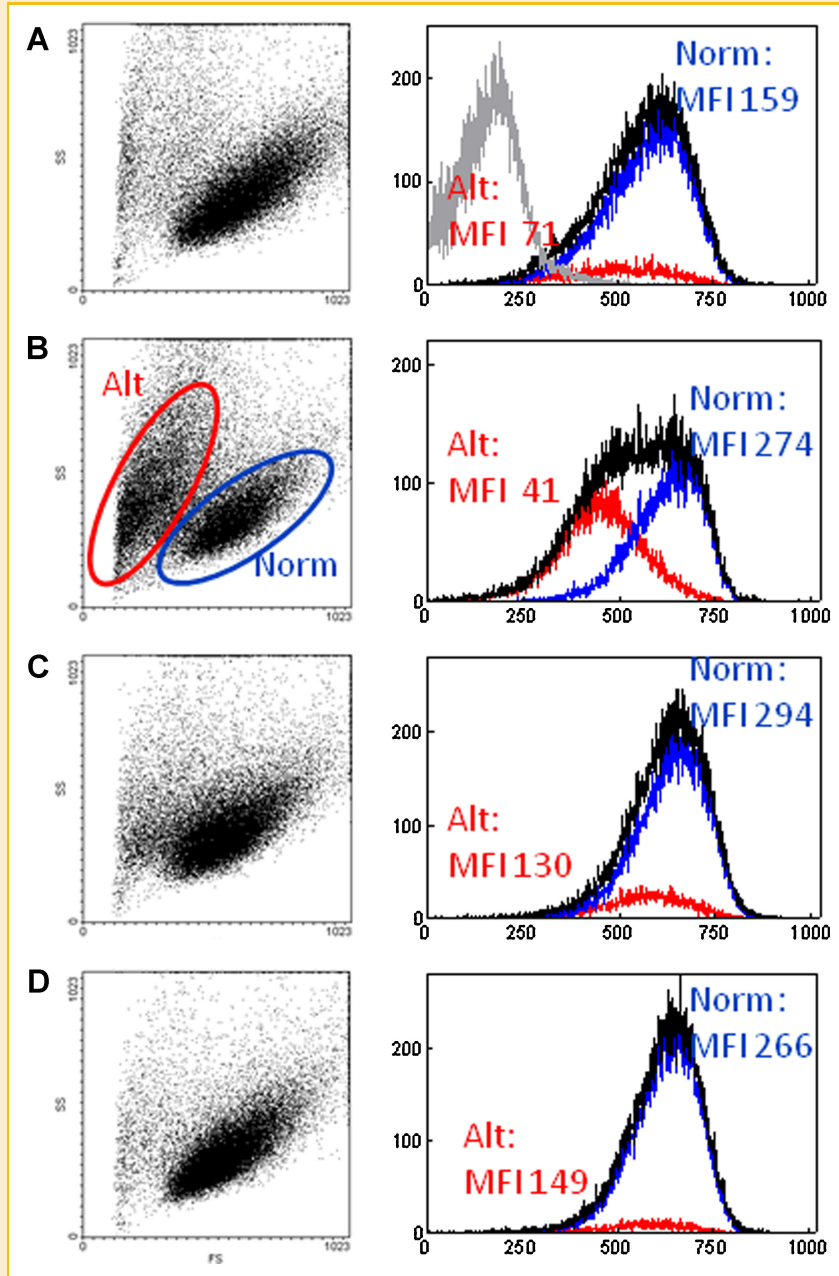 A
1023
SS
0
0
1023
200
100
0
0
250
500
750
1000
Norm:
MFI 159
Alt:
MFI 71
B
1023
SS
0
0
1023
Alt
Norm
200
100
0
0
250
500
750
1000
Norm:
MFI 274
Alt:
MFI 41
C
1023
SS
0
0
1023
200
100
0
0
250
500
750
1000
Norm:
MFI 294
Alt:
MFI 130
D
1023
SS
0
0
1023
FS
200
100
0
0
250
500
750
1000
Norm:
MFI 266
Alt:
MFI 149